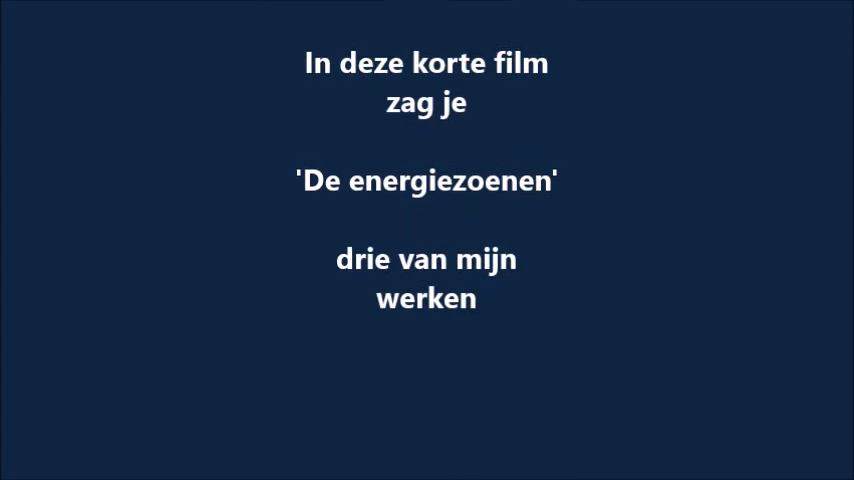 In deze korte film
zag je
'De energiezoenen'
drie van mijn
werken